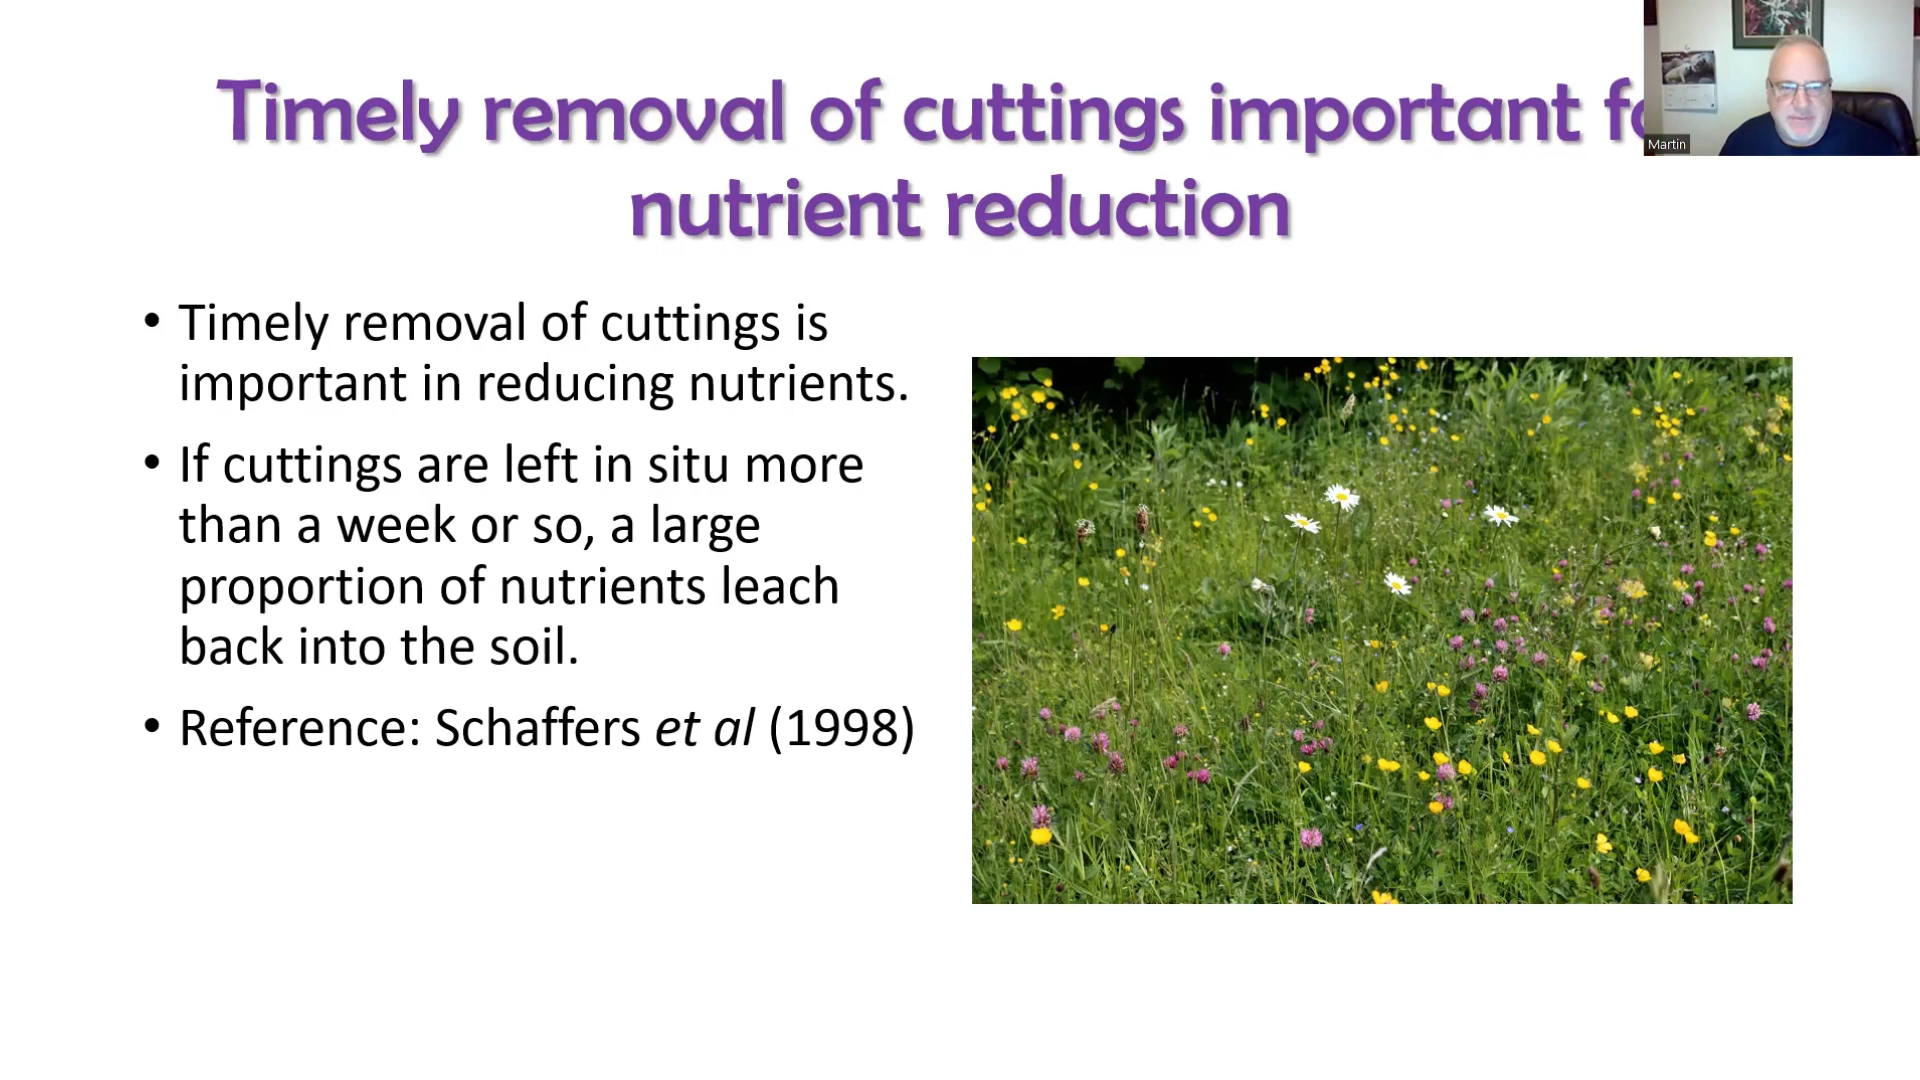 Timely removal of cuttings important
nutrient reduction
Martin
• Timely removal of cuttings is
important in reducing nutrients.
• If cuttings are left in situ more
than a week or so, a large
proportion of nutrients leach
back into the soil.
• Reference: Schaffers et al (1998)